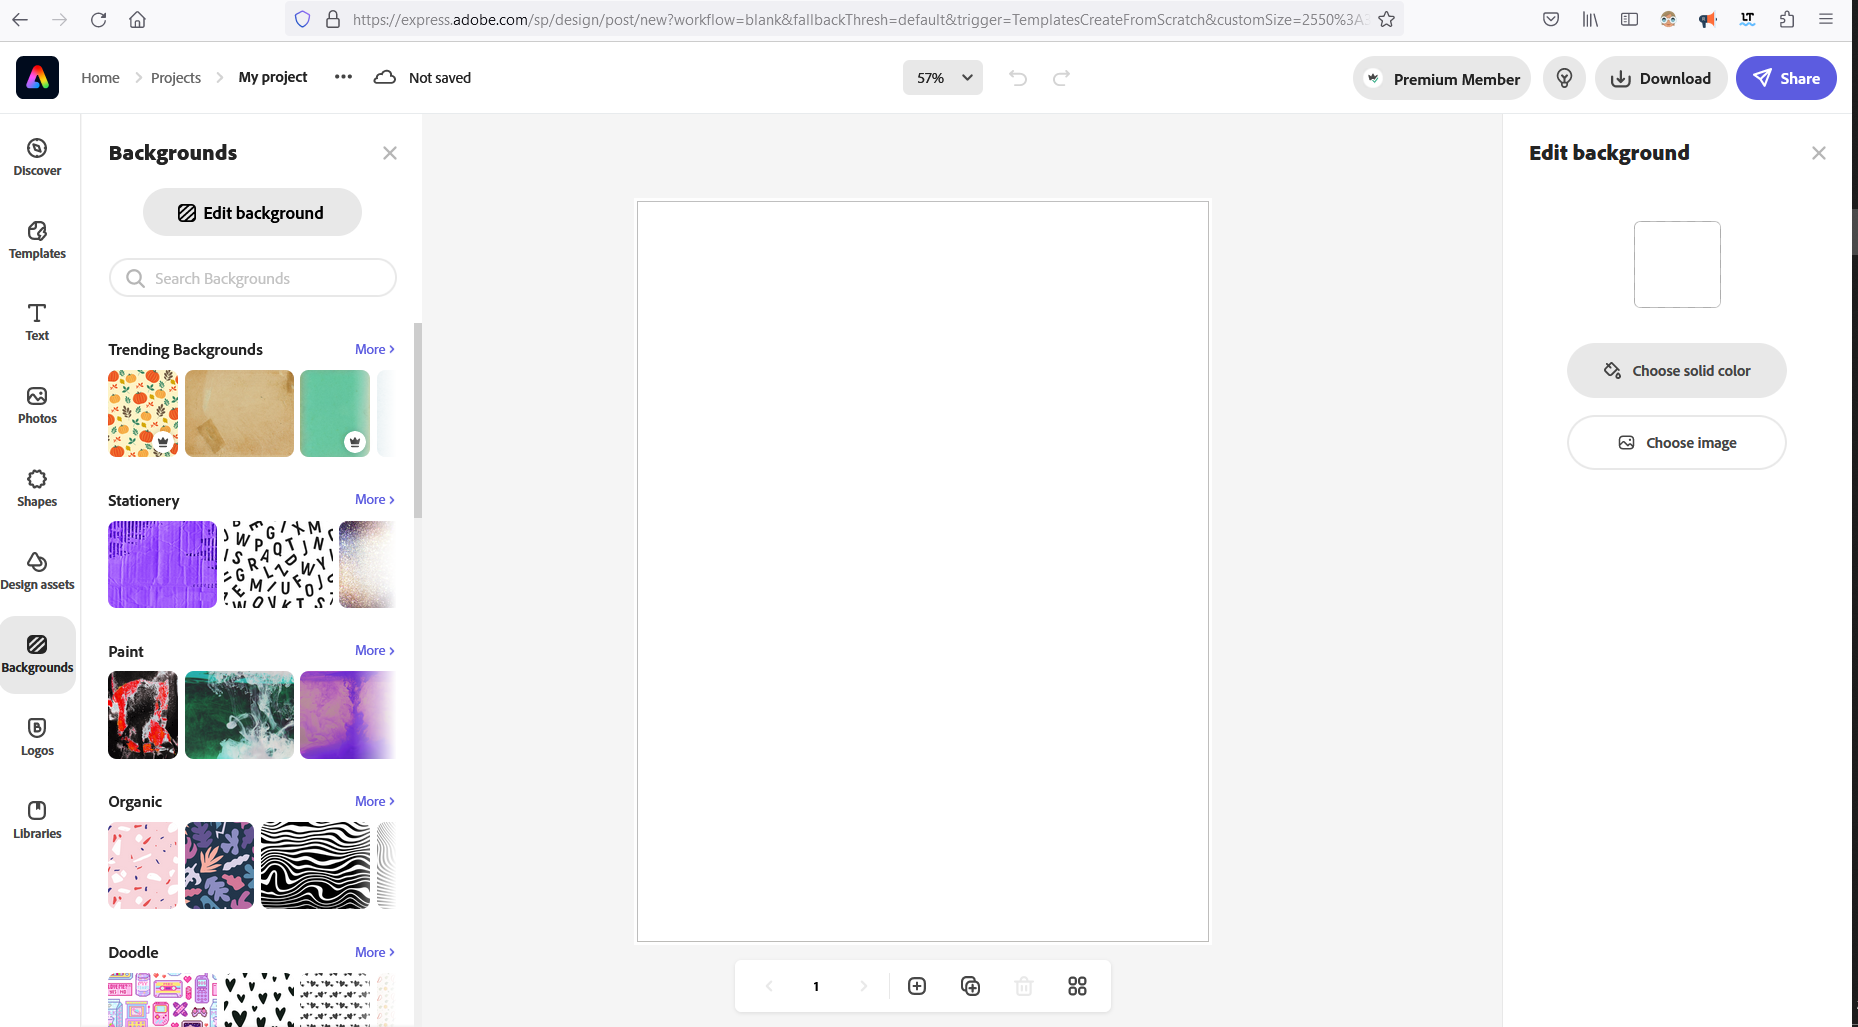 https://express.adobe.com/sp/design/post/new?workflow=blank&fallbackThresh=default&trigger=TemplatesCreateFromScratch&customSize=2550%3A3
Home
Projects
My project
Not saved
57%
Premium Member
Download
Share
Discover
Templates
Text
Photos
Shapes
Design assets
Backgrounds
Logos
Libraries
Backgrounds
Edit background
Search Backgrounds
Trending Backgrounds
More
Stationery
More
Paint
More
Organic
More
Doodle
More
1
Edit background
Choose solid color
Choose image